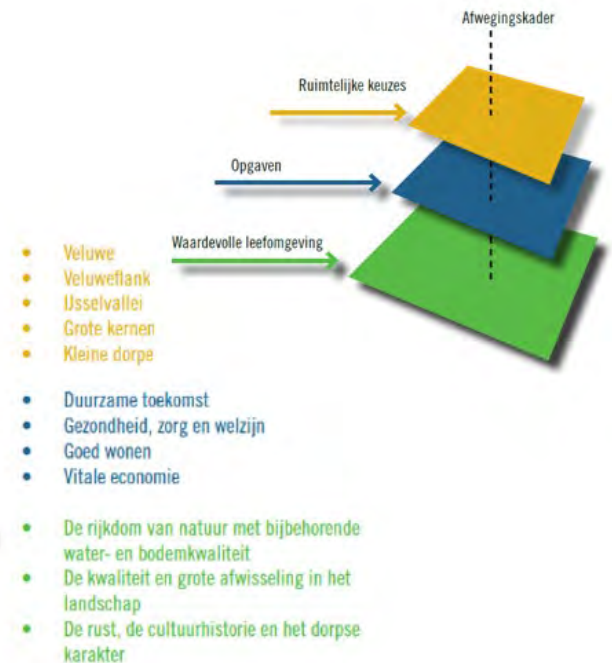 Afwegingskader
Ruimtelijke keuzes
Opgaven
Waardevolle leefomgeving
• Veluwe
• Veluweflank
• IJsselvallei
• Grote kernen
• Kleine dorpe
• Duurzame toekomst
• Gezondheid, zorg en welzijn
• Goed wonen
• Vitale economie
• De rijkdom van natuur met bijbehorende
water- en bodemkwaliteit
• De kwaliteit en grote afwisseling in het
landschap
• De rust, de cultuurhistorie en het dorpse
karakter